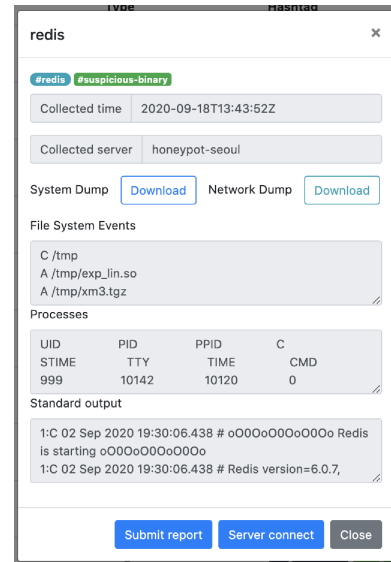 Type Hashtag
redis ×
#redis #suspicious-binary
Collected time 2020-09-18T13:43:52Z
Collected server honeypot-seoul
System Dump Download Network Dump Download
File System Events
C /tmp
A /tmp/exp_lin.so
A /tmp/xm3.tgz
Processes
UID PID PPID C
STIME TTY TIME CMD
999 10142 10120 0
Standard output
1:C 02 Sep 2020 19:30:06.438 # oO0OoO0OoO0Oo Redis
is starting oO0OoO0OoO0Oo
1:C 02 Sep 2020 19:30:06.438 # Redis version=6.0.7,
Submit report Server connect Close